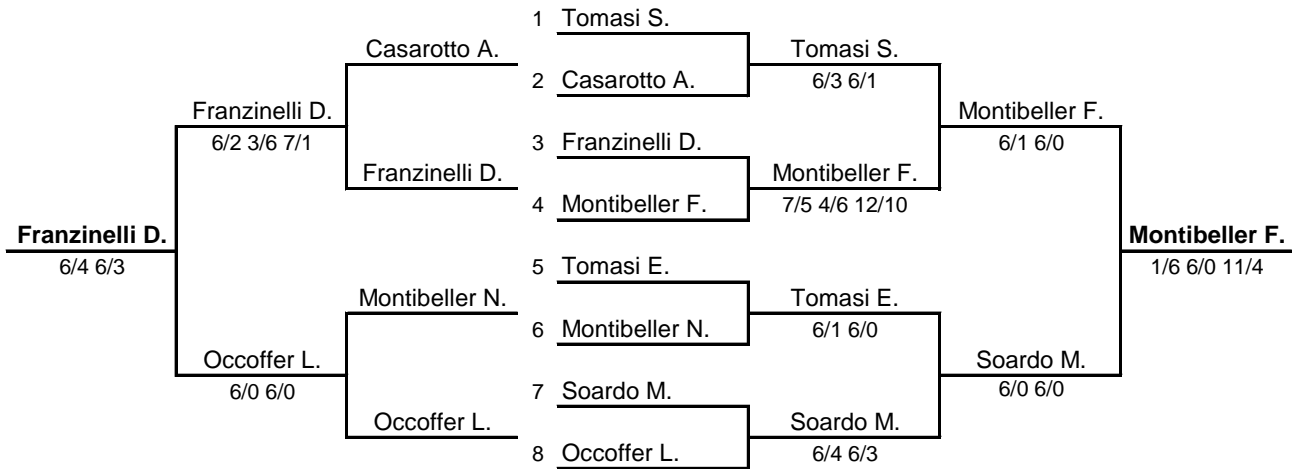 1 Tomasi S.
Casarotto A. Tomasi S.
2 Casarotto A. 6/3 6/1
Franzinelli D. Montibeller F.
6/2 3/6 7/1 3 Franzinelli D. 6/1 6/0
Franzinelli D. Montibeller F.
4 Montibeller F. 7/5 4/6 12/10
Franzinelli D. Montibeller F.
6/4 6/3 5 Tomasi E. 1/6 6/0 11/4
Montibeller N. Tomasi E.
6 Montibeller N. 6/1 6/0
Occoffer L. Soardo M.
6/0 6/0 7 Soardo M. 6/0 6/0
Occoffer L. Soardo M.
8 Occoffer L. 6/4 6/3